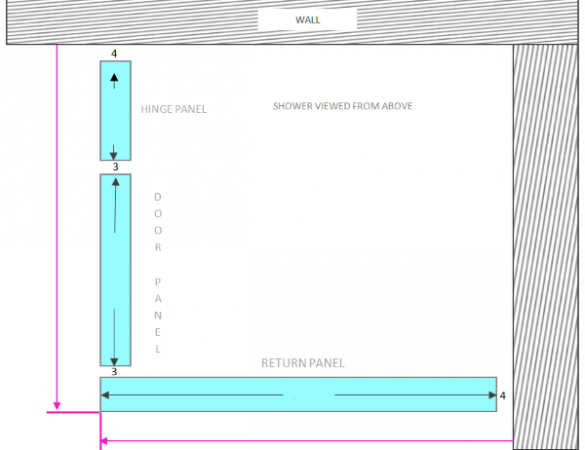 WALL
4
HINGE PANEL
SHOWER VIEWED FROM ABOVE
3
D
O
O
R
P
A
N
E
L
3
RETURN PANEL
4